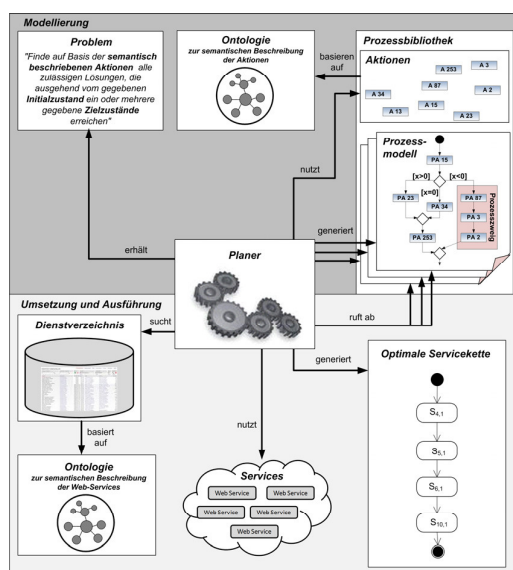 Modellierung
Problem
"Finde auf Basis der semantisch
beschriebenen Aktionen alle
zulässigen Lösungen, die
ausgehend vom gegebenen
Initialzustand ein oder mehrere
gegebene Zielzustände
erreichen"
Ontologie
zur semantischen Beschreibung
der Aktionen
basieren
auf
Prozessbibliothek
Aktionen
A 253
A 3
A 87
A 2
A 34
A 15
A 13
A 23
nutzt
Prozess-
modell
PA 15
[x>0]
[x<0]
[x=0]
PA 23
PA 34
PA 87
PA 3
PA 253
PA 2
Prozesszweig
generiert
erhält
Planer
Umsetzung und Ausführung
Dienstverzeichnis
sucht
ruft ab
generiert
basiert
auf
Ontologie
zur semantischen Beschreibung
der Web-Services
nutzt
Services
Web Service
Web Service
Web Service
Web Service
Web Service
Optimale Servicekette
S4,1
S5,1
S6,1
S10,1